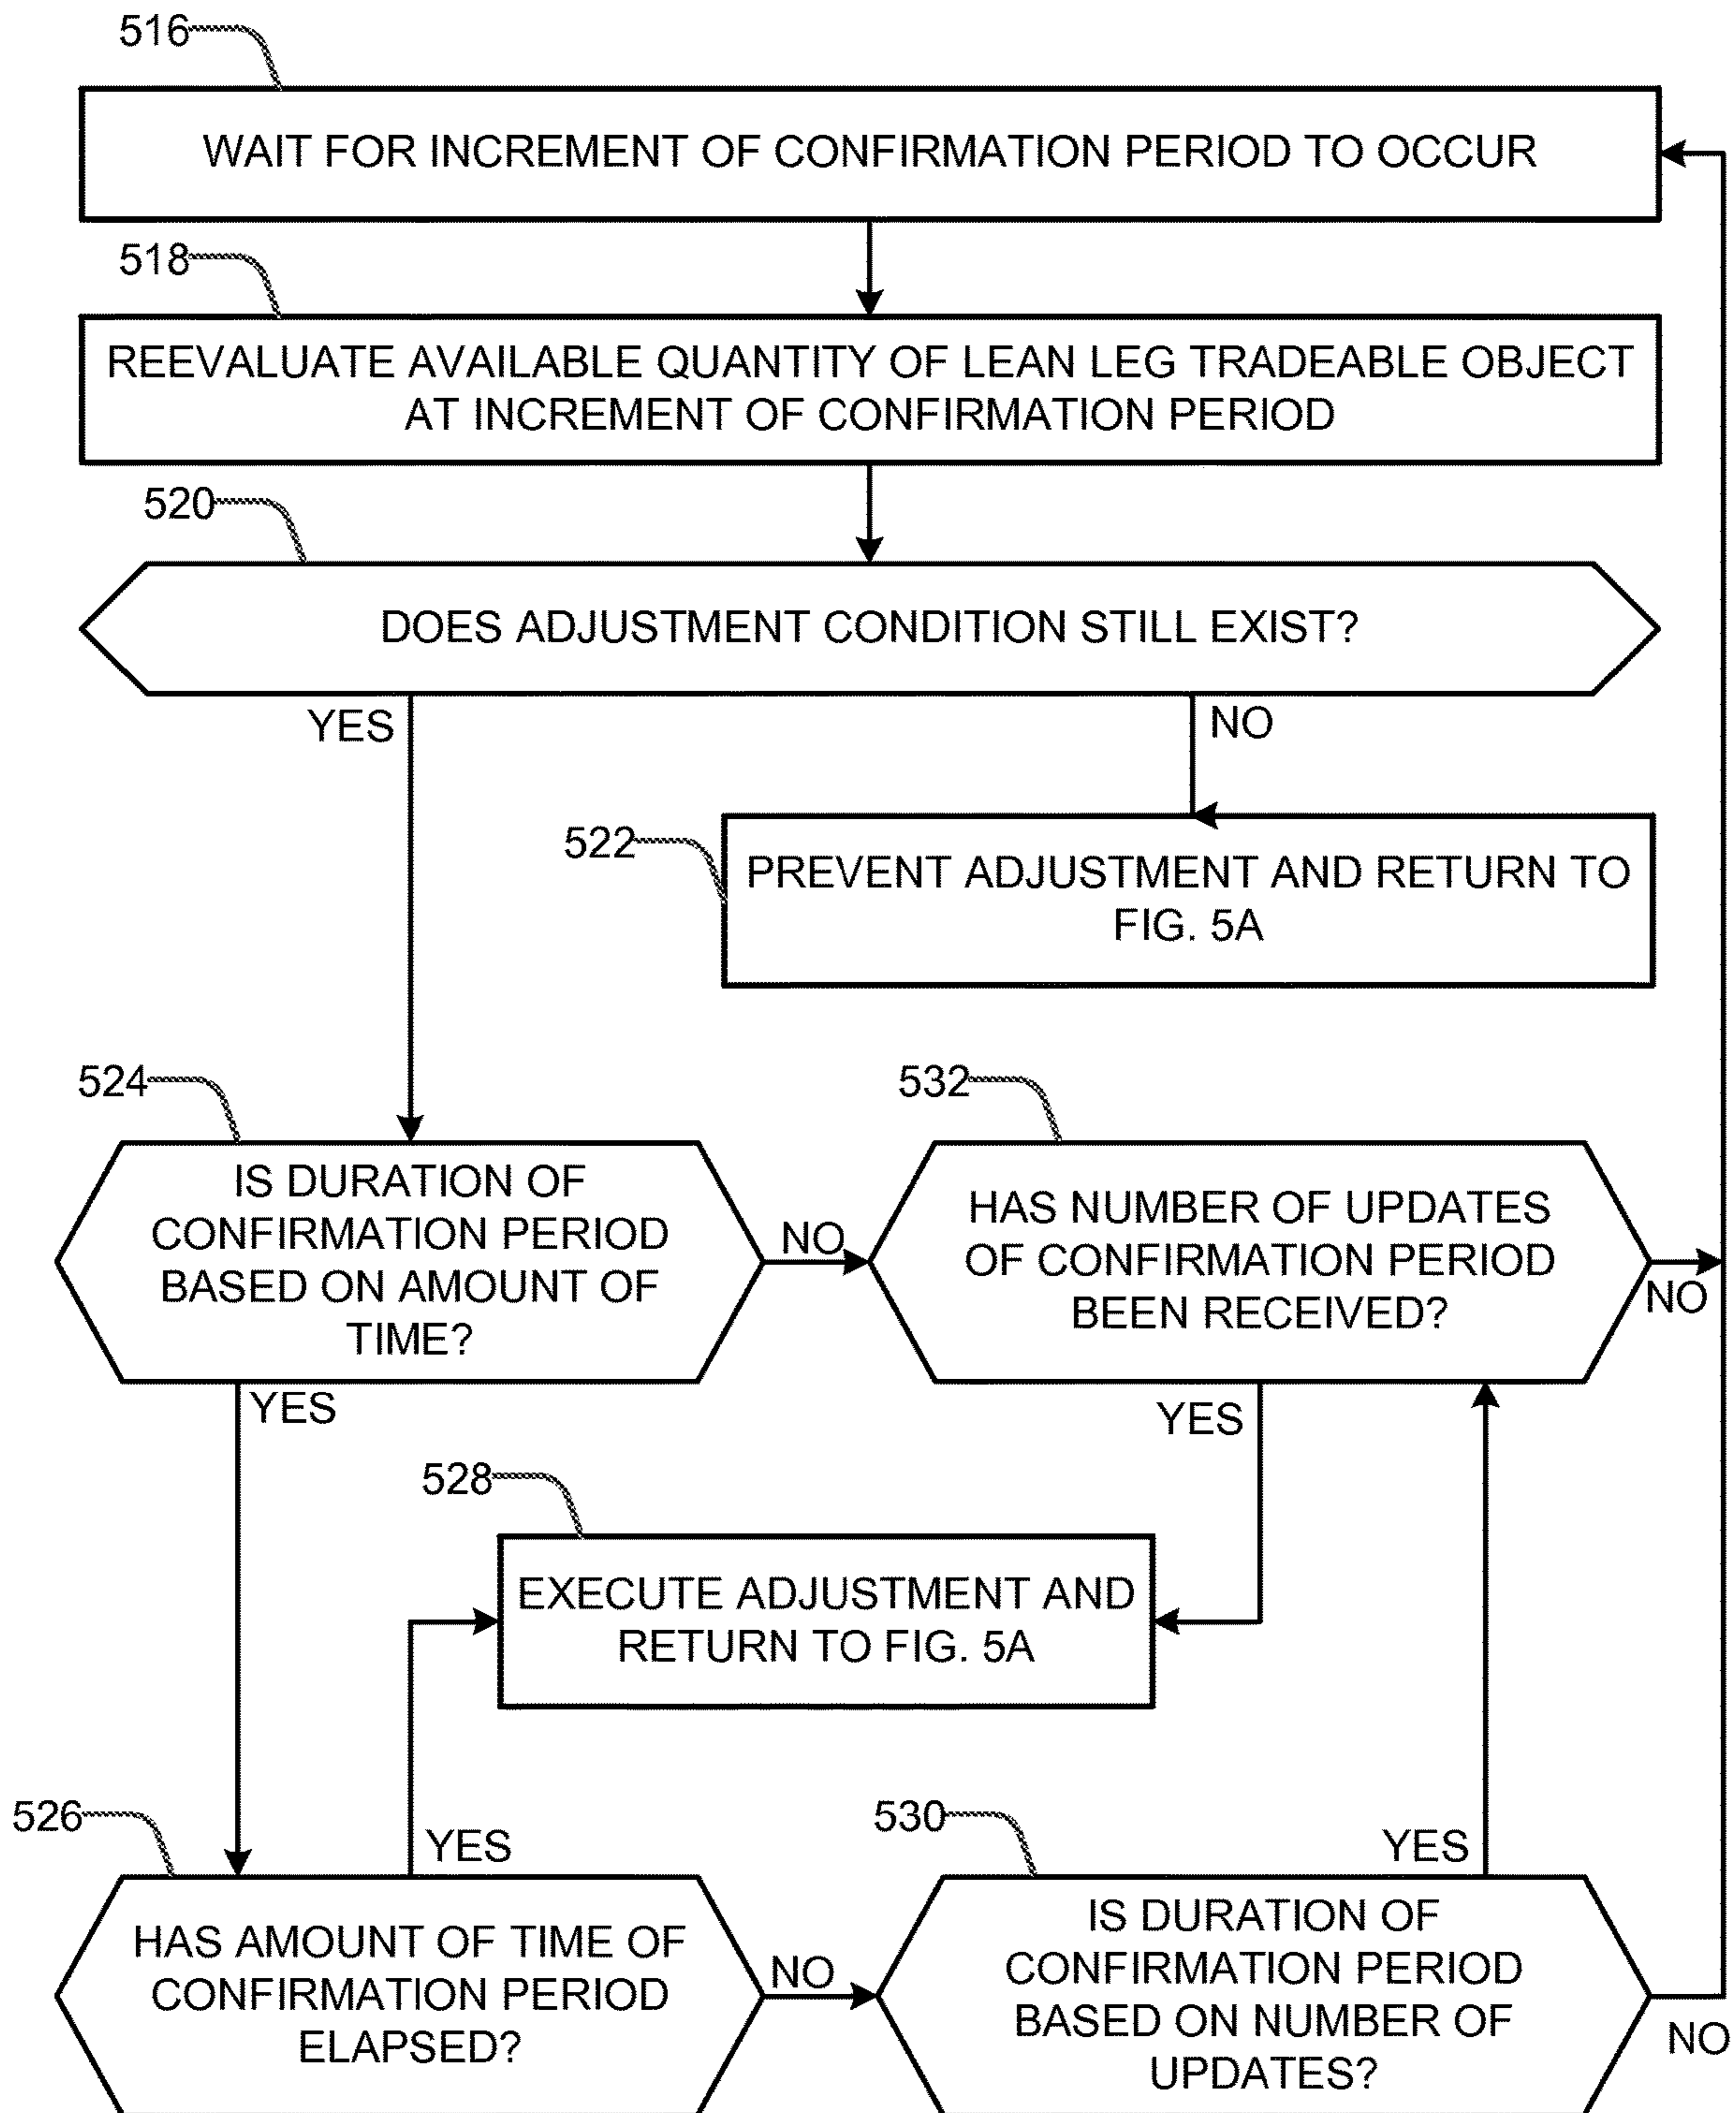 516
WAIT FOR INCREMENT OF CONFIRMATION PERIOD TO OCCUR
518
REEVALUATE AVAILABLE QUANTITY OF LEAN LEG TRADEABLE OBJECT
AT INCREMENT OF CONFIRMATION PERIOD
520
DOES ADJUSTMENT CONDITION STILL EXIST?
YES
NO
522
PREVENT ADJUSTMENT AND RETURN TO
FIG. 5A
524
IS DURATION OF
CONFIRMATION PERIOD
BASED ON AMOUNT OF
TIME?
NO
YES
532
HAS NUMBER OF UPDATES
OF CONFIRMATION PERIOD
BEEN RECEIVED?
NO
YES
528
EXECUTE ADJUSTMENT AND
RETURN TO FIG. 5A
526
YES
HAS AMOUNT OF TIME OF
CONFIRMATION PERIOD
ELAPSED?
NO
530
YES
IS DURATION OF
CONFIRMATION PERIOD
BASED ON NUMBER OF
UPDATES?
NO